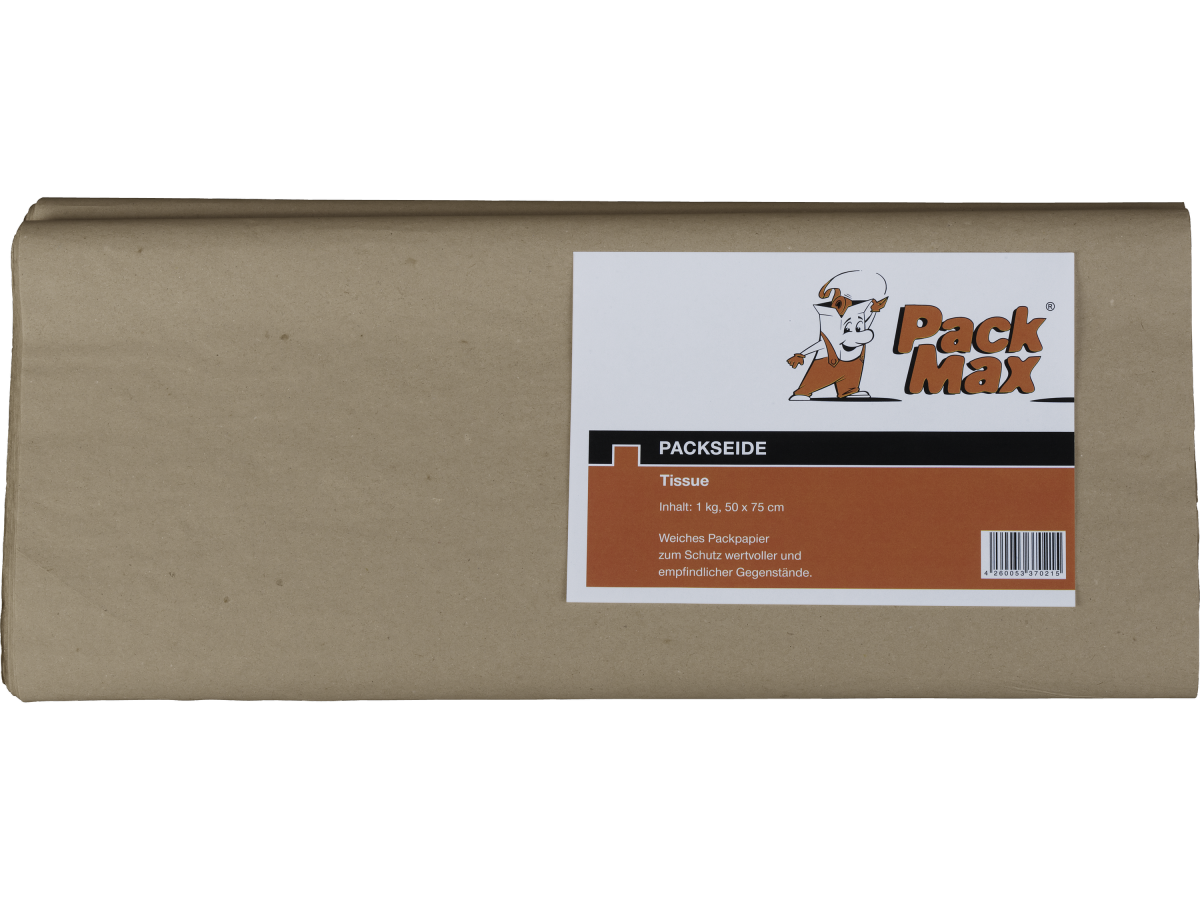 Pack
Max
®
PACKSEIDE
Tissue
Inhalt: 1 kg, 50 x 75 cm
Weiches Packpapier
zum Schutz wertvoller und
empfindlicher Gegenstände.
4 260053 370215